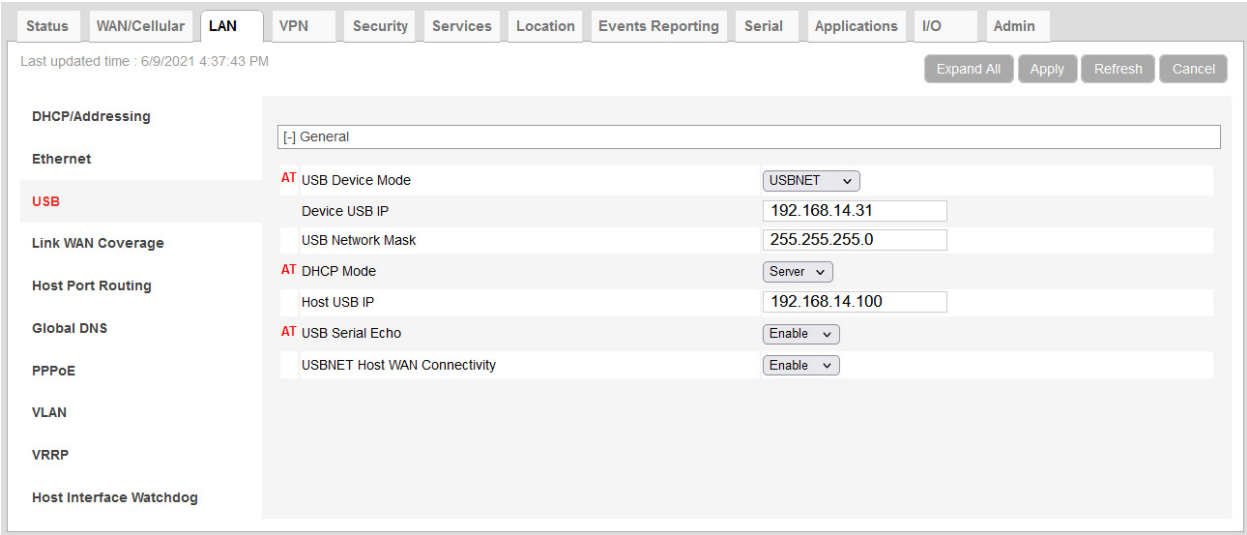 Status WAN/Cellular LAN VPN Security Services Location Events Reporting Serial Applications I/O Admin
Last updated time : 6/9/2021 4:37:43 PM
Expand All Apply Refresh Cancel
DHCP/Addressing
Ethernet
USB
Link WAN Coverage
Host Port Routing
Global DNS
PPPoE
VLAN
VRRP
Host Interface Watchdog
[-] General
AT USB Device Mode USBNET
Device USB IP 192.168.14.31
USB Network Mask 255.255.255.0
AT DHCP Mode Server
Host USB IP 192.168.14.100
AT USB Serial Echo Enable
USBNET Host WAN Connectivity Enable